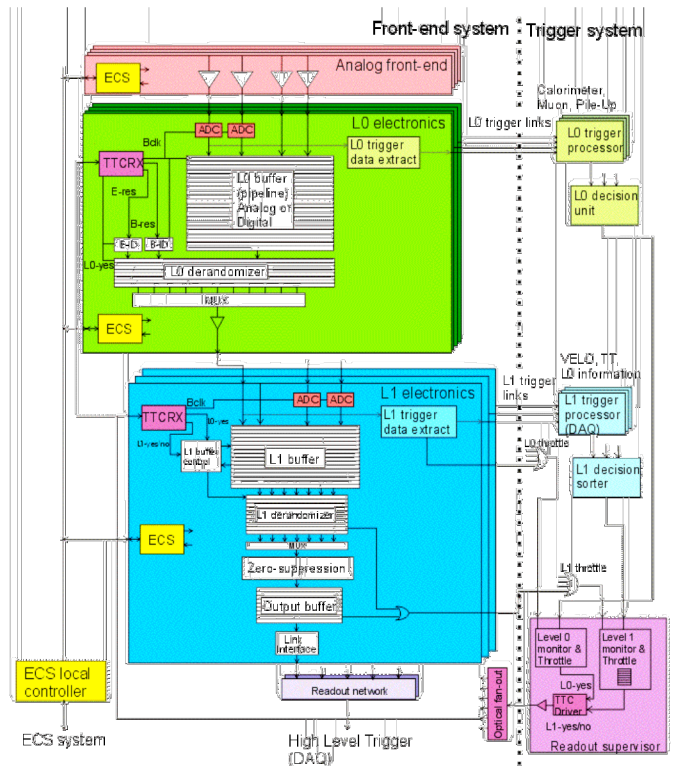 Front-end system
Trigger system
ECS
Analog front-end
Calorimeter,
Muon, Pile-Up
L0 electronics
L0 trigger links
ADC
ADC
Bclk
L0 trigger
data extract
L0 trigger
processor
TTCRX
L0 buffer
(pipeline)
Analog or
Digital
E-res
B-res
L0 decision
unit
E-ID
B-ID
L0-yes
L0 derandomizer
MUX
ECS
VELO, TT,
L0 information
L1 electronics
L1 trigger
links
ADC
ADC
Bclk
TTCRX
L1 trigger
data extract
L1 trigger
processor
(DAQ)
L0-yes
L1-yes/no
L1 buffer
control
L1 buffer
L0 throttle
L1 decision
sorter
L1 derandomizer
ECS
MUX
Zero-suppression
L1 throttle
Output buffer
Link
interface
Level 0
monitor &
Throttle
Level 1
monitor &
Throttle
ECS local
controller
Readout network
Optical fan-out
L0-yes
TTC
Driver
L1-yes/no
Readout supervisor
ECS system
High Level Trigger
(DAQ)